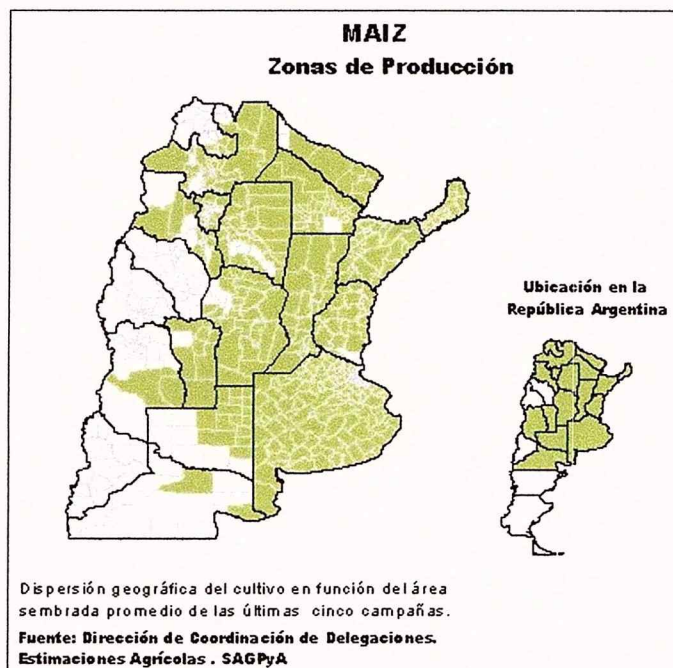 MAIZ
Zonas de Producción
Ubicación en la
República Argentina
Dispersión geográfica del cultivo en función del área
sembrada promedio de las últimas cinco campañas.
Fuente: Dirección de Coordinación de Delegaciones.
Estimaciones Agrícolas . SAGPyA